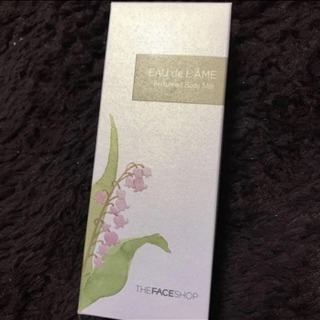 EAU de L'ÂME
Perfumed Body Mist
THEFACESHOP